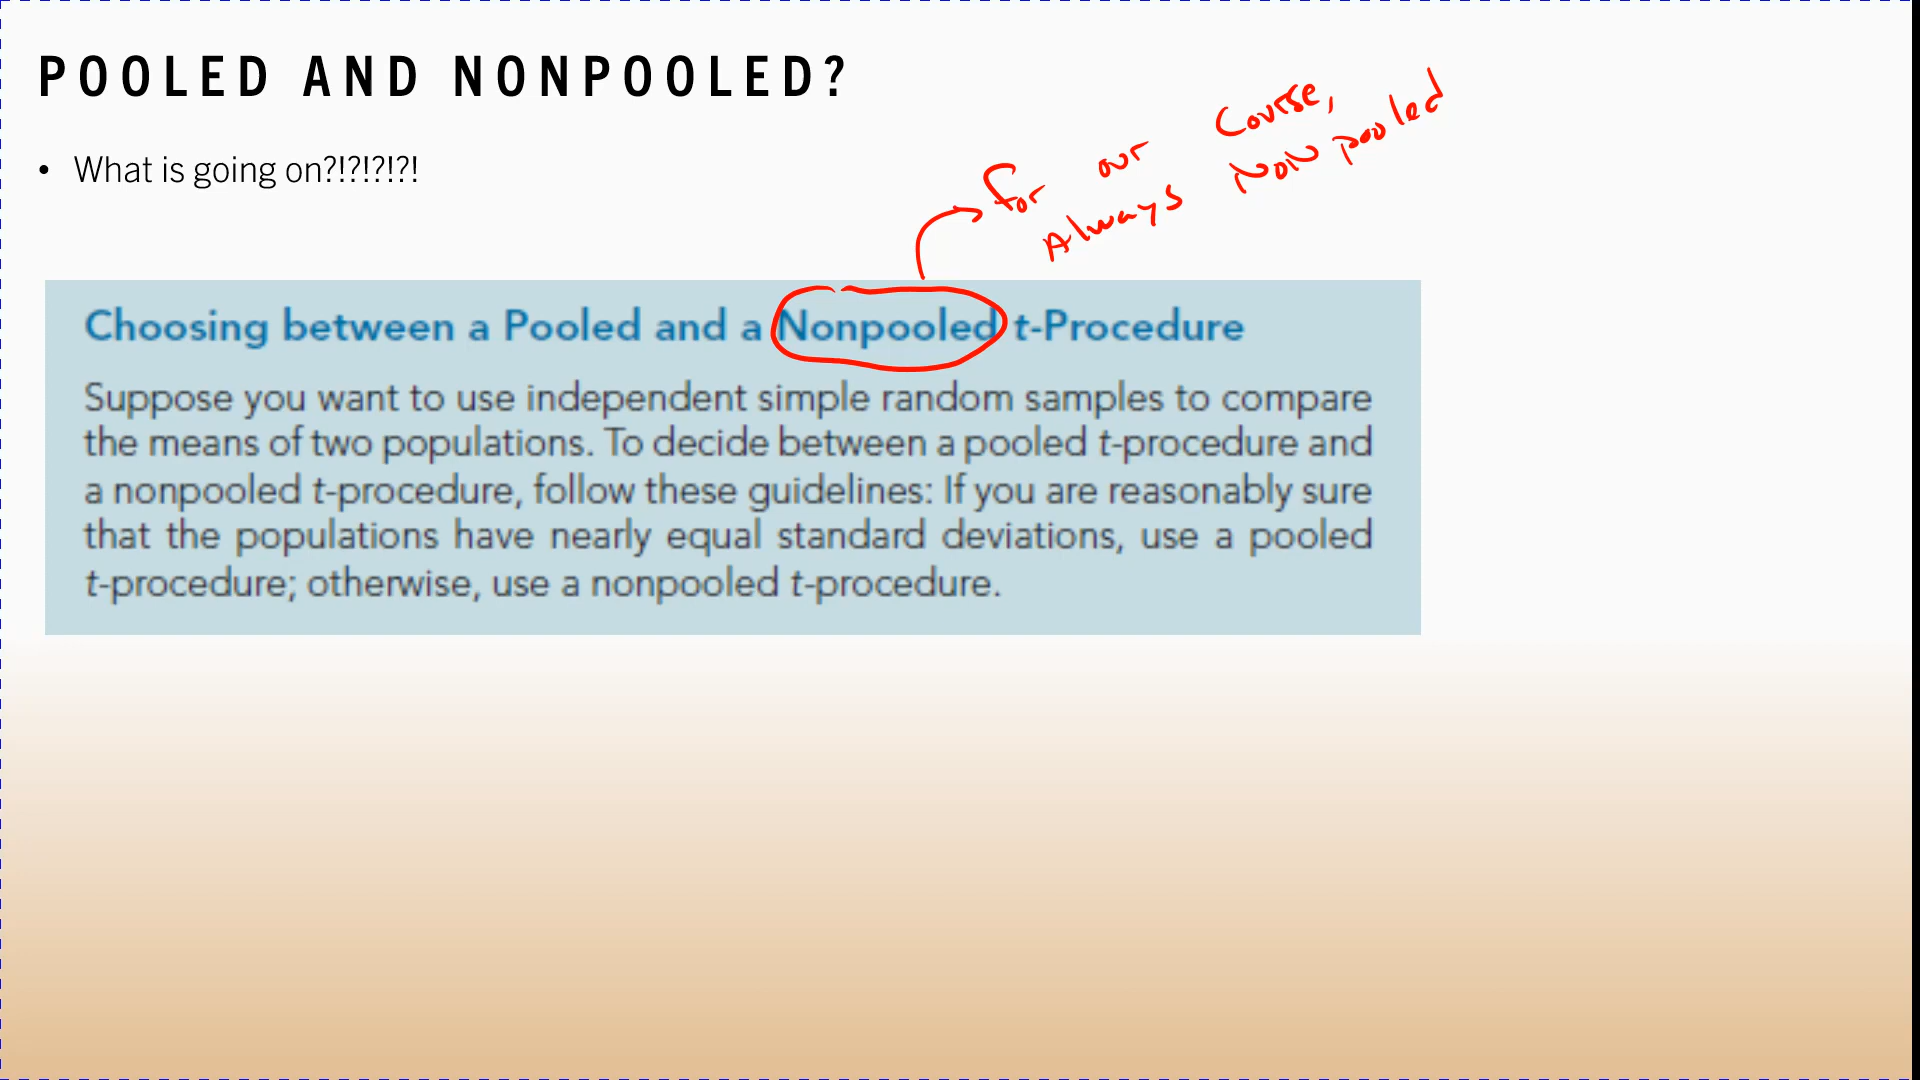 POOLED AND NONPOOLED?
• What is going on?!?!?!?!
For our Course,
Always Non pooled
Choosing between a Pooled and a Nonpooled t-Procedure
Suppose you want to use independent simple random samples to compare
the means of two populations. To decide between a pooled t-procedure and
a nonpooled t-procedure, follow these guidelines: If you are reasonably sure
that the populations have nearly equal standard deviations, use a pooled
t-procedure; otherwise, use a nonpooled t-procedure.